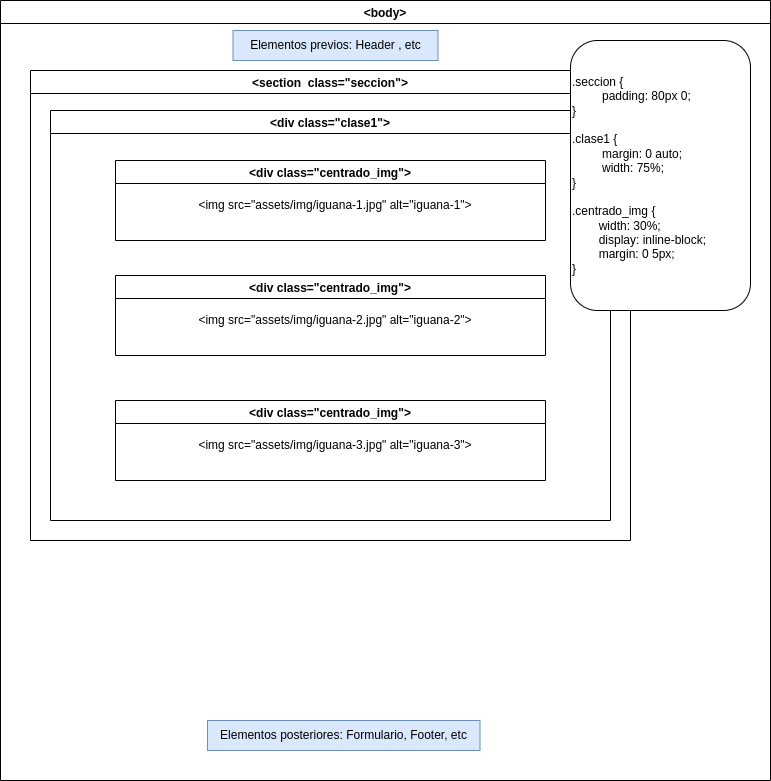 <body>
Elementos previos: Header , etc
<section  class="seccion">
<div class="clase1">
<div class="centrado_img">
<img src="assets/img/iguana-1.jpg" alt="iguana-1">
<div class="centrado_img">
<img src="assets/img/iguana-2.jpg" alt="iguana-2">
<div class="centrado_img">
<img src="assets/img/iguana-3.jpg" alt="iguana-3">
.seccion {
padding: 80px 0;
}
.clase1 {
margin: 0 auto;
width: 75%;
}
.centrado_img {
width: 30%;
display: inline-block;
margin: 0 5px;
}
Elementos posteriores: Formulario, Footer, etc